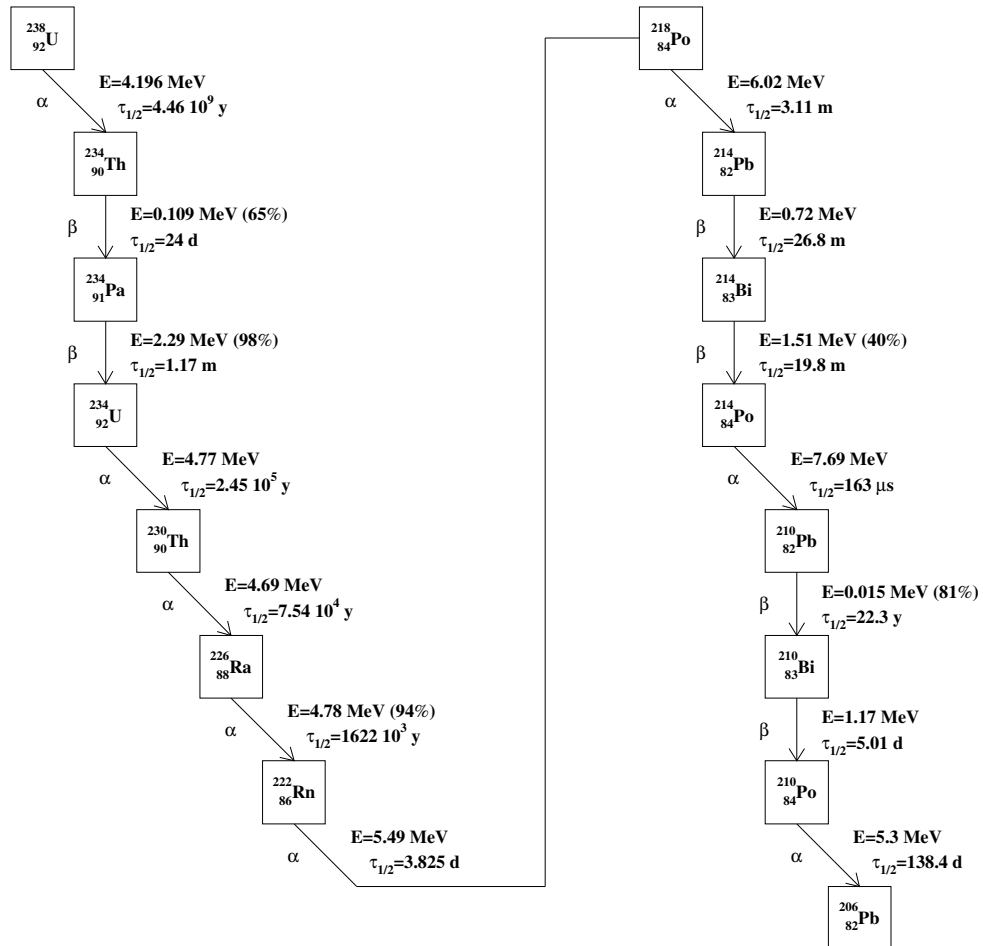 238
92U
E=4.196 MeV
α
τ1/2=4.46 10^9 y
234
90Th
E=0.109 MeV (65%)
β
τ1/2=24 d
234
91Pa
E=2.29 MeV (98%)
β
τ1/2=1.17 m
234
92U
E=4.77 MeV
α
τ1/2=2.45 10^5 y
230
90Th
E=4.69 MeV
α
τ1/2=7.54 10^4 y
226
88Ra
E=4.78 MeV (94%)
α
τ1/2=1622 10^3 y
222
86Rn
E=5.49 MeV
α
τ1/2=3.825 d
218
84Po
E=6.02 MeV
α
τ1/2=3.11 m
214
82Pb
E=0.72 MeV
β
τ1/2=26.8 m
214
83Bi
E=1.51 MeV (40%)
β
τ1/2=19.8 m
214
84Po
E=7.69 MeV
α
τ1/2=163 μs
210
82Pb
E=0.015 MeV (81%)
β
τ1/2=22.3 y
210
83Bi
E=1.17 MeV
β
τ1/2=5.01 d
210
84Po
E=5.3 MeV
α
τ1/2=138.4 d
206
82Pb